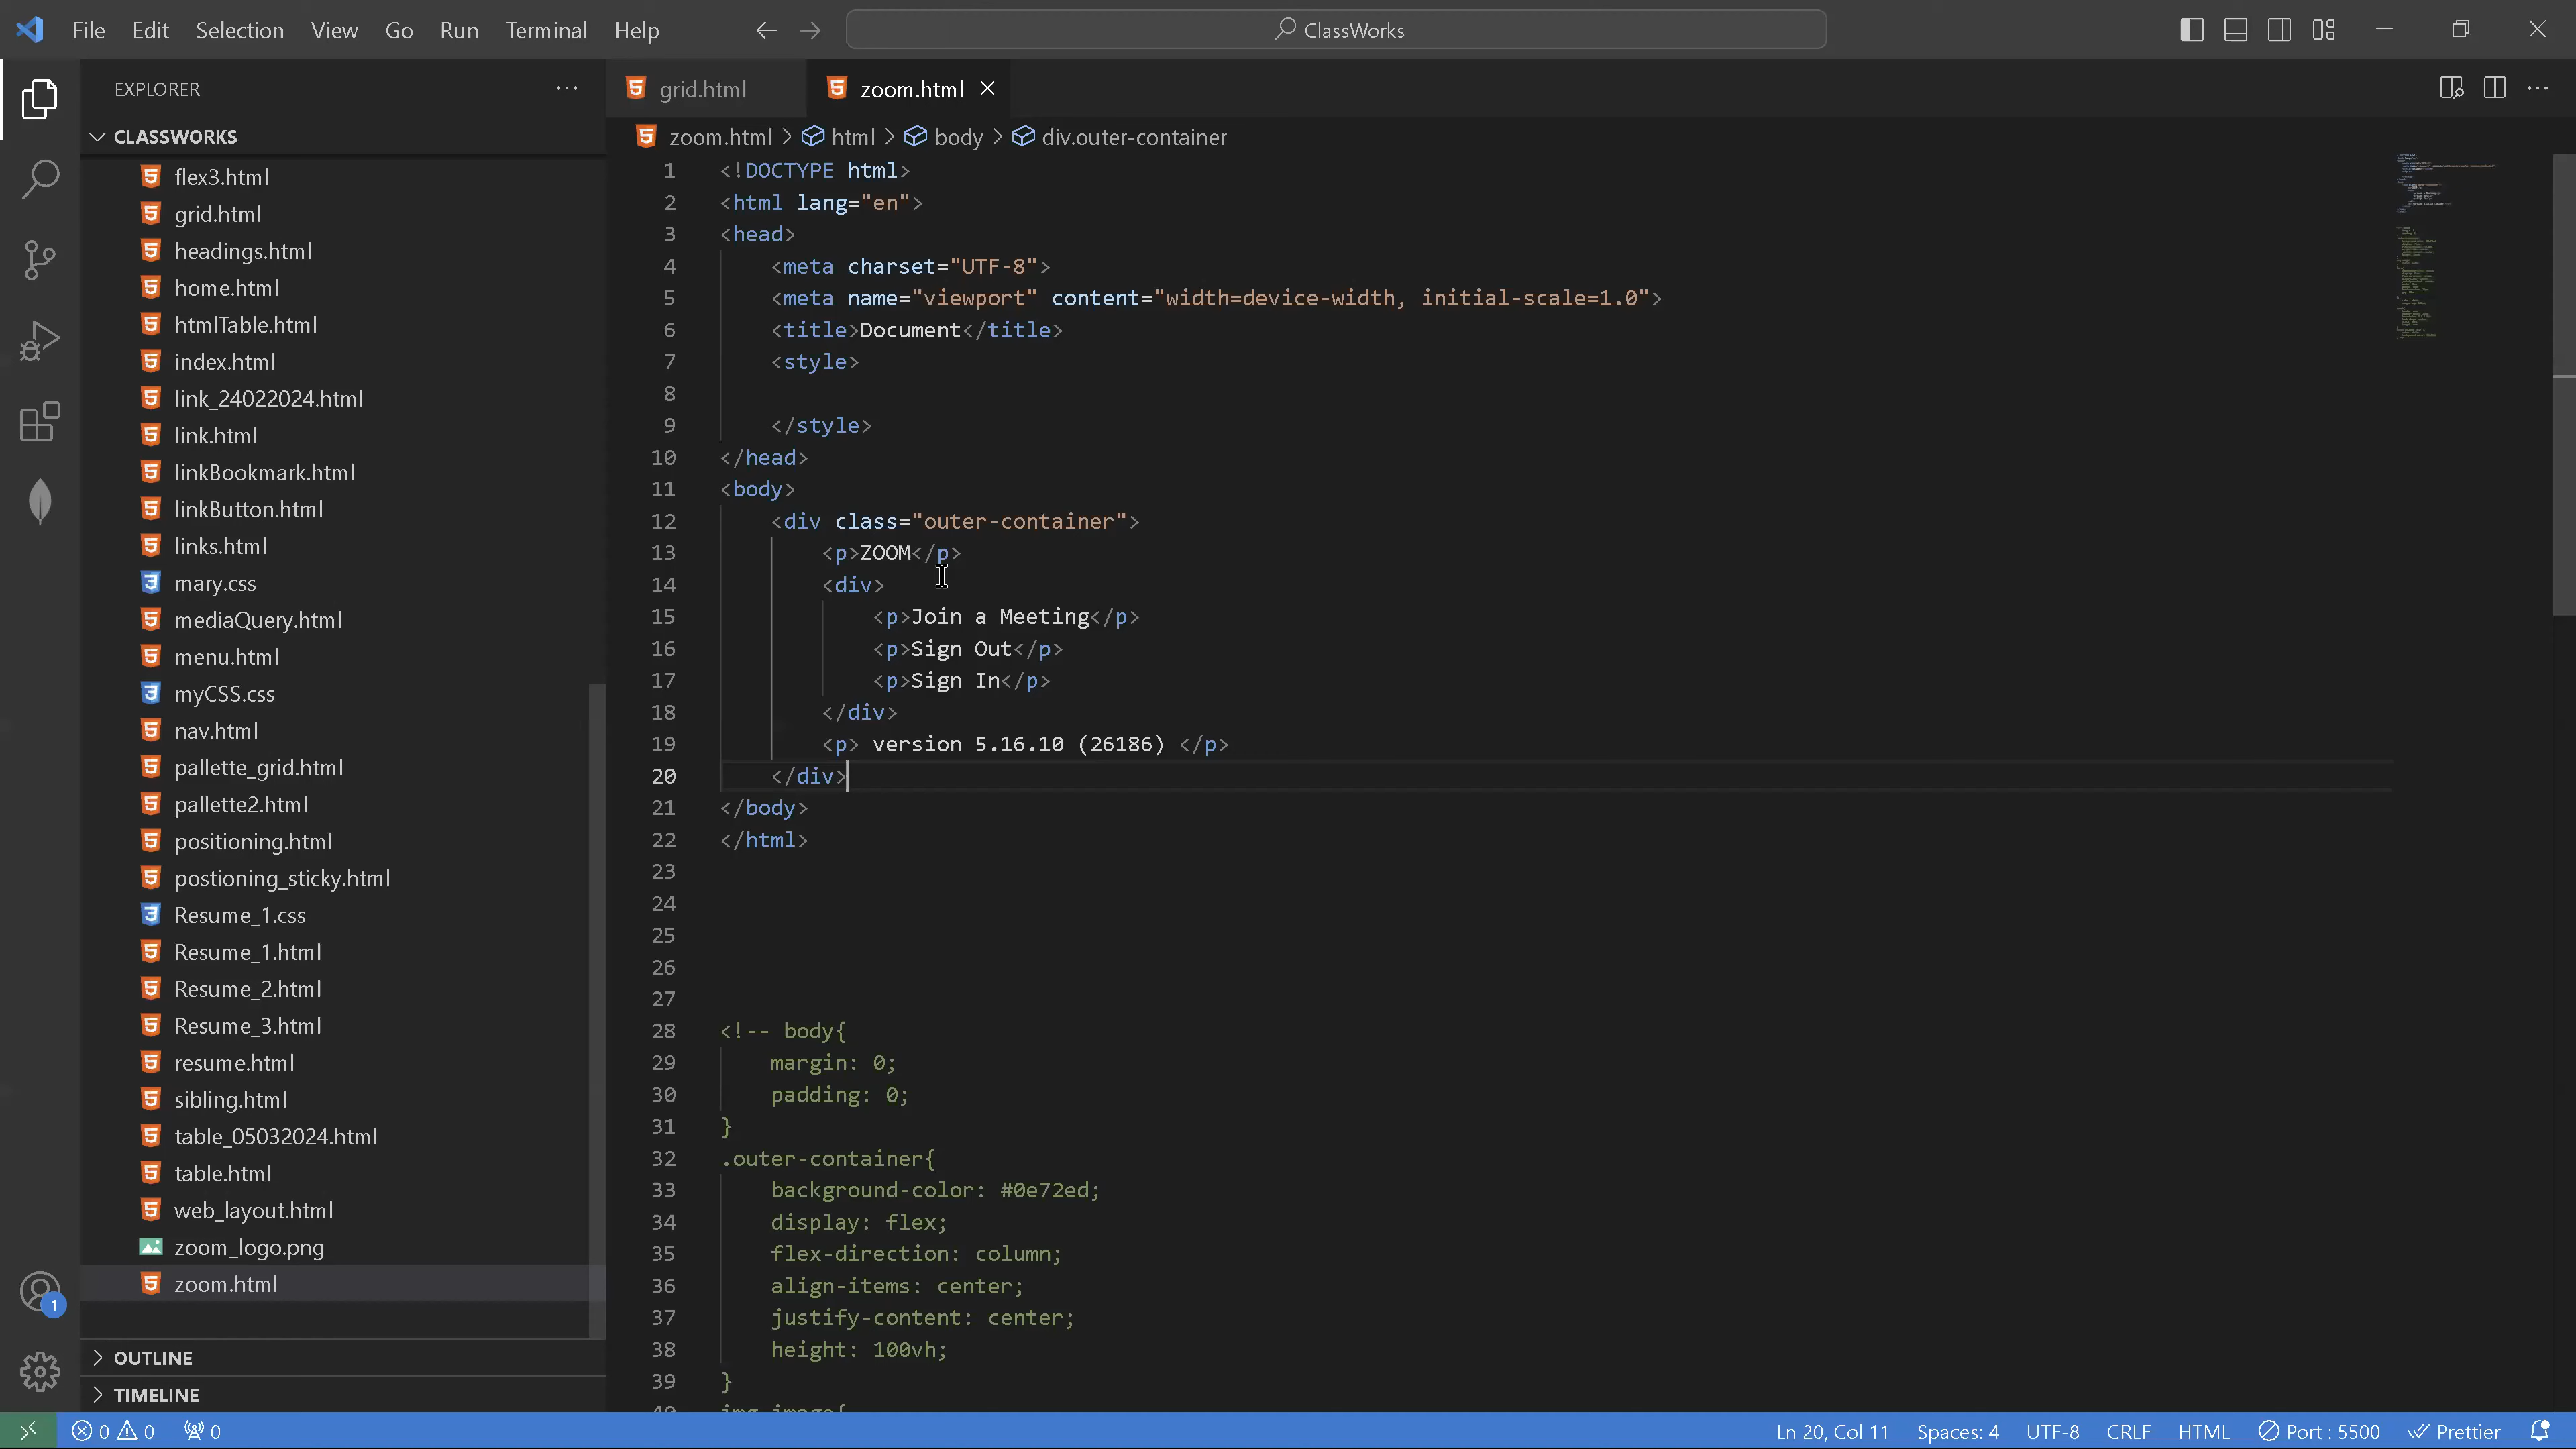 File Edit Selection View Go Run Terminal Help
ClassWorks
EXPLORER
CLASSWORKS
flex3.html
grid.html
headings.html
home.html
htmlTable.html
index.html
link_24022024.html
link.html
linkBookmark.html
linkButton.html
links.html
mary.css
mediaQuery.html
menu.html
myCSS.css
nav.html
pallette_grid.html
pallette2.html
positioning.html
postioning_sticky.html
Resume_1.css
Resume_1.html
Resume_2.html
Resume_3.html
resume.html
sibling.html
table_05032024.html
table.html
web_layout.html
zoom_logo.png
zoom.html
OUTLINE
TIMELINE
1
grid.html zoom.html
zoom.html > html > body > div.outer-container
1 <!DOCTYPE html>
2 <html lang="en">
3 <head>
4 <meta charset="UTF-8">
5 <meta name="viewport" content="width=device-width, initial-scale=1.0">
6 <title>Document</title>
7 <style>
8
9 </style>
10 </head>
11 <body>
12 <div class="outer-container">
13 <p>ZOOM</p>
14 <div>
15 <p>Join a Meeting</p>
16 <p>Sign Out</p>
17 <p>Sign In</p>
18 </div>
19 <p> version 5.16.10 (26186) </p>
20 </div>
21 </body>
22 </html>
23
24
25
26
27
28 <!-- body{
29 margin: 0;
30 padding: 0;
31 }
32 .outer-container{
33 background-color: #0e72ed;
34 display: flex;
35 flex-direction: column;
36 align-items: center;
37 justify-content: center;
38 height: 100vh;
39 }
0 0 0 Ln 20, Col 11 Spaces: 4 UTF-8 CRLF HTML Port : 5500 Prettier